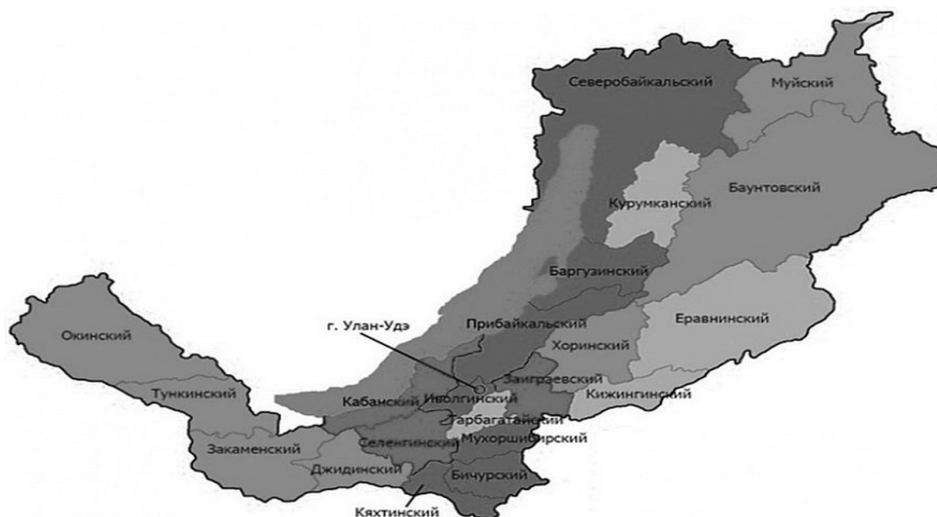 Северобайкальский
Муйский
Баунтовский
Курумканский
Баргузинский
Еравнинский
г. Улан-Удэ
Прибайкальский
Окинский
Хоринский
Заиграевский
Тункинский
Кабанский
Иволгинский
Кижингинский
Тарбагатайский
Закаменский
Селенгинский
Мухоршибирский
Джидинский
Бичурский
Кяхтинский